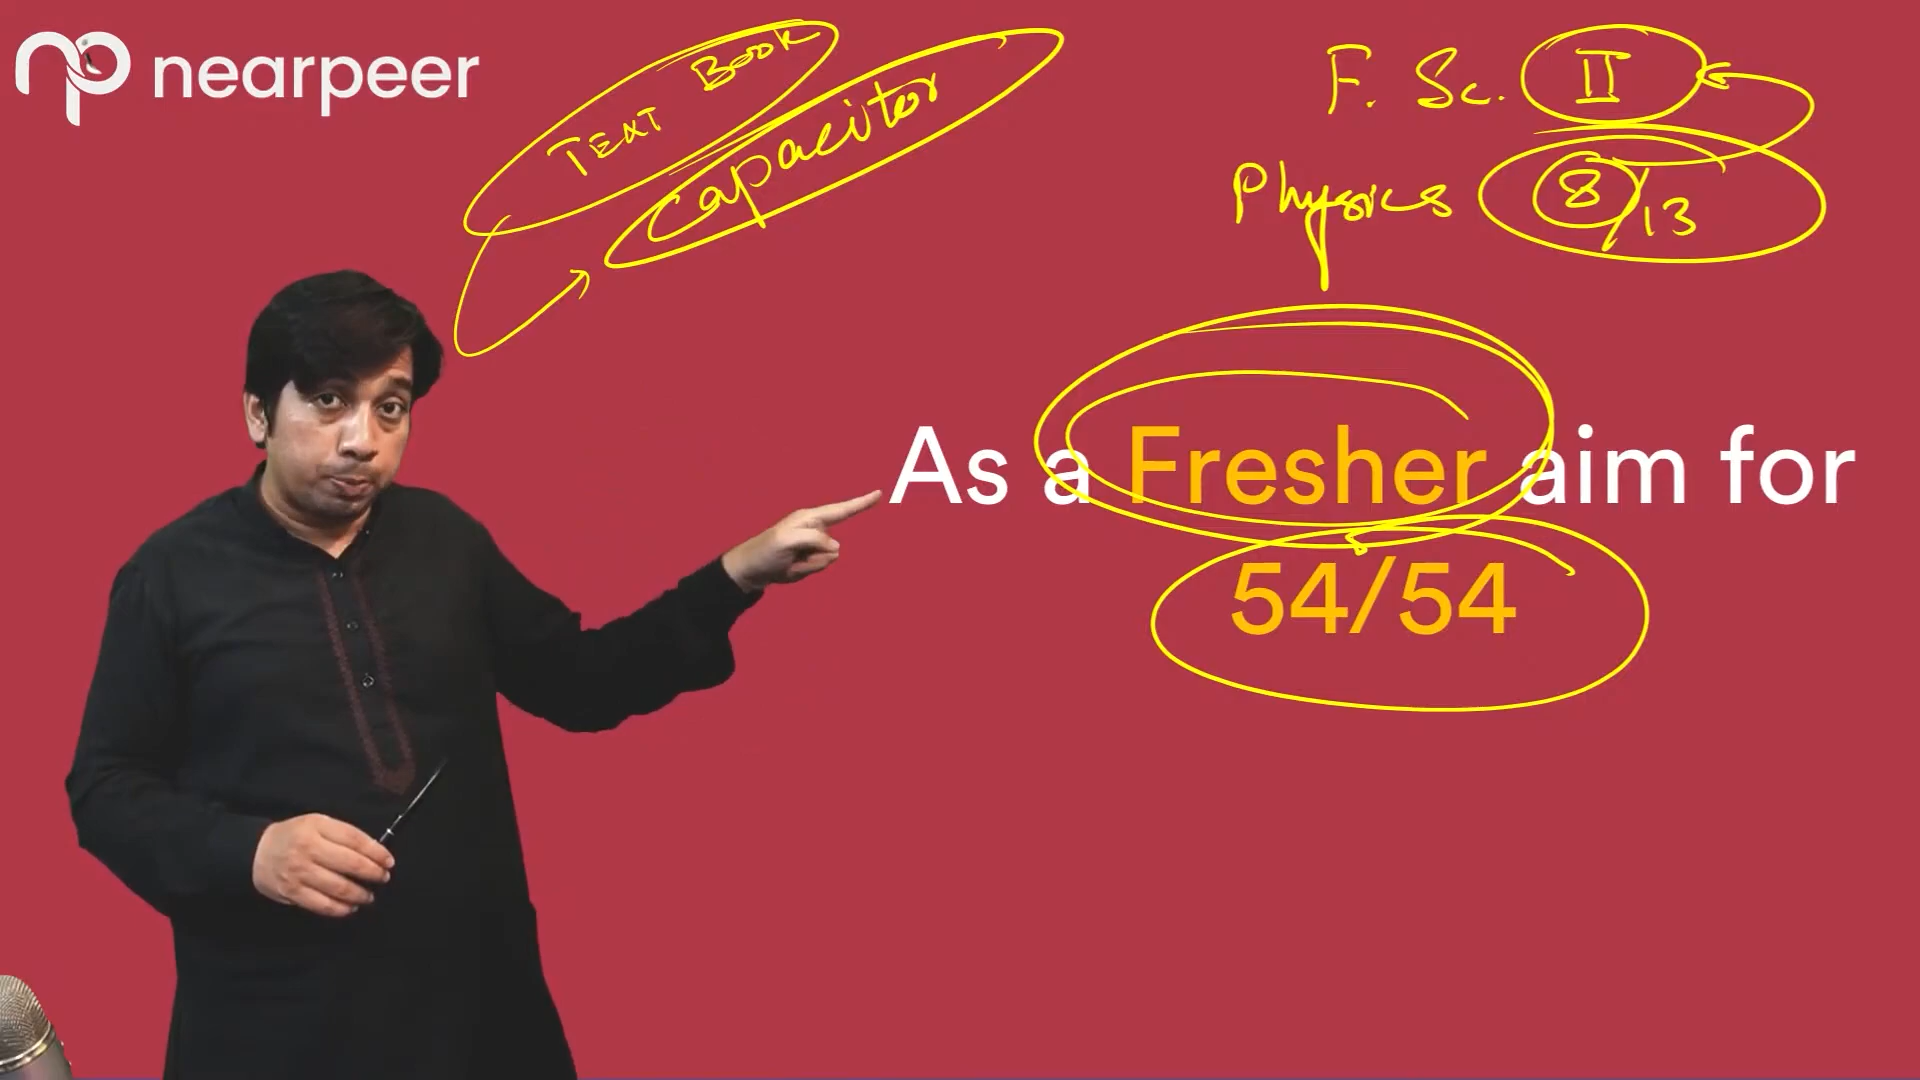 nearpeer
TEXT BOOK
Capacitor
F. Sc. II
Physics 8/13
As a Fresher aim for
54/54